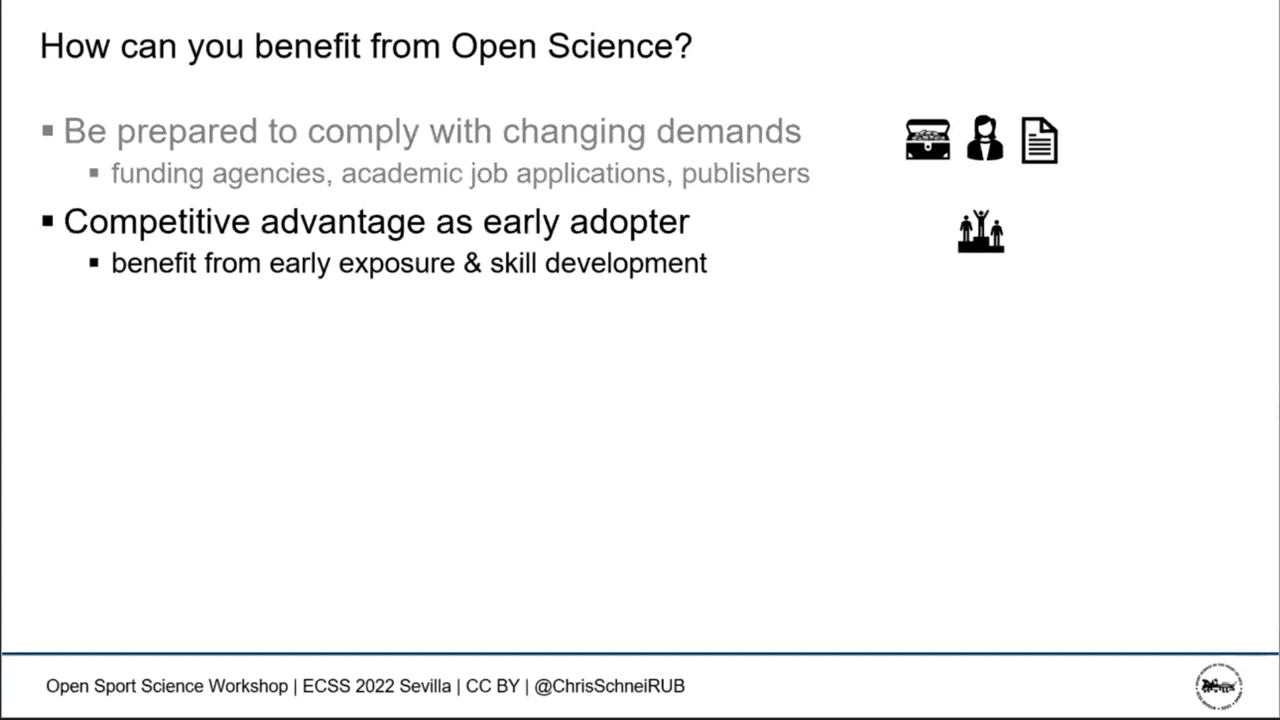 How can you benefit from Open Science?
▪ Be prepared to comply with changing demands
▪ funding agencies, academic job applications, publishers
▪ Competitive advantage as early adopter
▪ benefit from early exposure & skill development
Open Sport Science Workshop | ECSS 2022 Sevilla | CC BY | @ChrisSchneiRUB